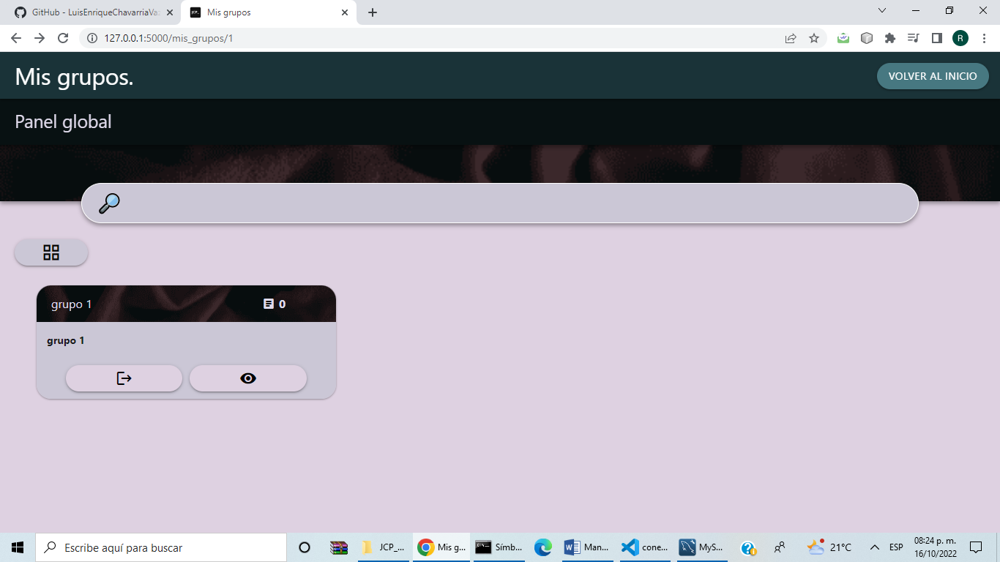 GitHub - LuisEnriqueChavarriaVa
JCP_ Mis grupos
127.0.0.1:5000/mis_grupos/1
R
Mis grupos.
VOLVER AL INICIO
Panel global
grupo 1
0
grupo 1
Escribe aquí para buscar
JCP_...
Mis g...
Símb...
Man...
cone...
MyS...
21°C
ESP
08:24 p. m.
16/10/2022